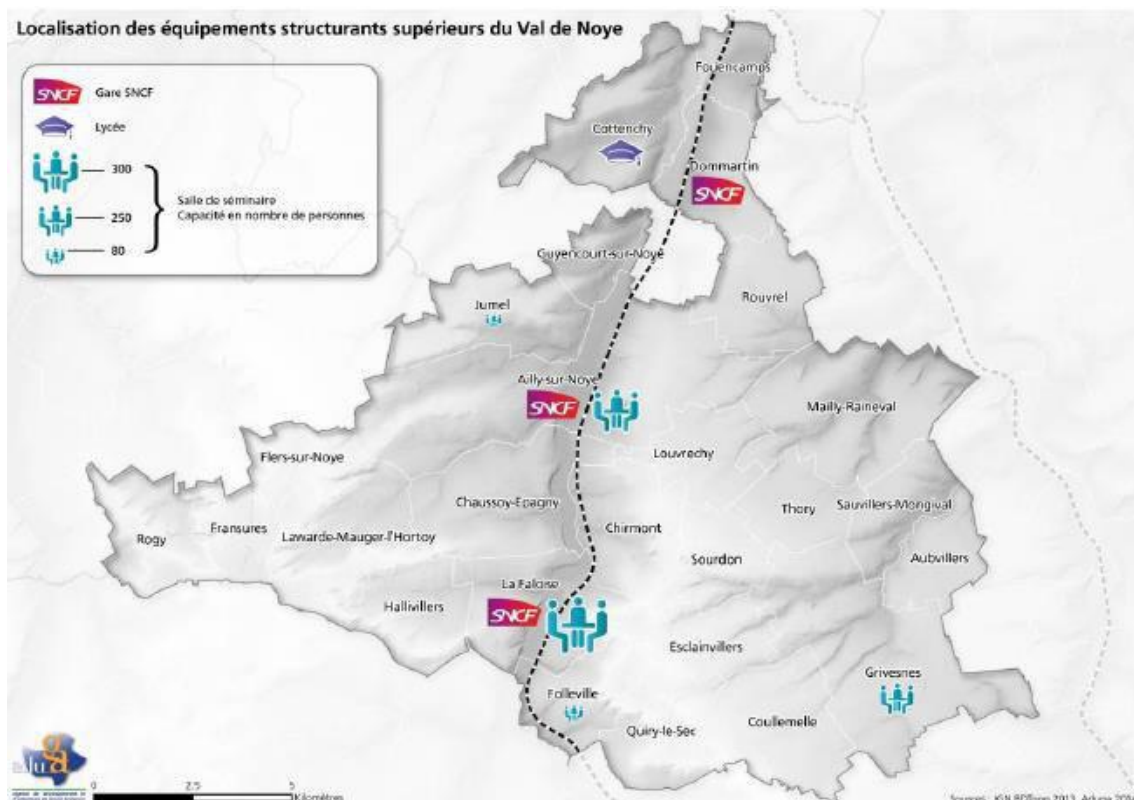 Localisation des équipements structurants supérieurs du Val de Noye
SNCF Gare SNCF
Lycée
300
250
80
Salle de séminaire
Capacité en nombre de personnes
Fouencamps
Cottenchy
Dommartin
SNCF
Guyencourt-sur-Noye
Rouvrel
Jumel
Ailly-sur-Noye
SNCF
Mailly-Raineval
Louvrechy
Flers-sur-Noye
Chaussoy-Epagny
Thory
Sauvillers-Mongival
Fransures
Rogy
Lawarde-Mauger-l'Hortoy
Chirmont
Sourdon
Aubvillers
La Faloise
SNCF
Hallivillers
Esclainvillers
Grivesnes
Folleville
Quiry-le-Sec
Coullemelle
0
2,5
5
Kilomètres